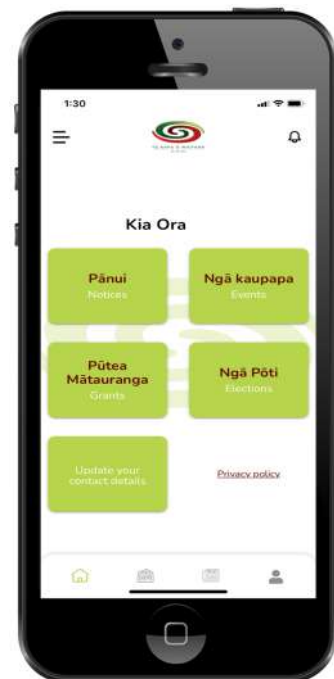 1:30
Kia Ora
Pānui
Notices
Ngā kaupapa
Events
Pūtea
Mātauranga
Grants
Ngā Pōti
Elections
Update your
contact details
Privacy policy